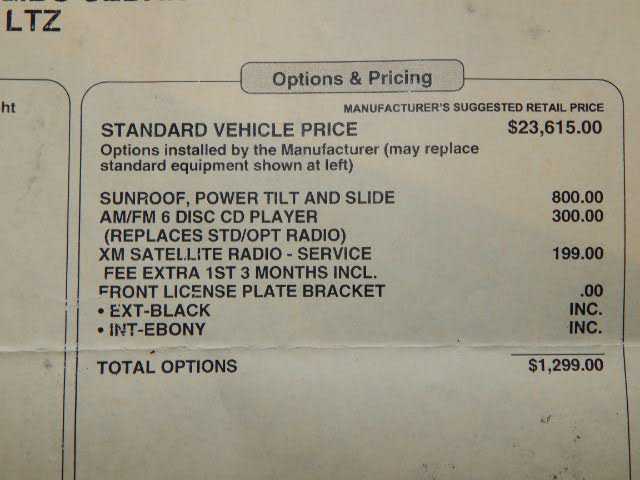 LTZ
ht
Options & Pricing
MANUFACTURER'S SUGGESTED RETAIL PRICE
STANDARD VEHICLE PRICE $23,615.00
Options installed by the Manufacturer (may replace
standard equipment shown at left)
SUNROOF, POWER TILT AND SLIDE 800.00
AM/FM 6 DISC CD PLAYER 300.00
(REPLACES STD/OPT RADIO)
XM SATELLITE RADIO - SERVICE 199.00
FEE EXTRA 1ST 3 MONTHS INCL.
FRONT LICENSE PLATE BRACKET .00
• EXT-BLACK INC.
• INT-EBONY INC.
TOTAL OPTIONS $1,299.00